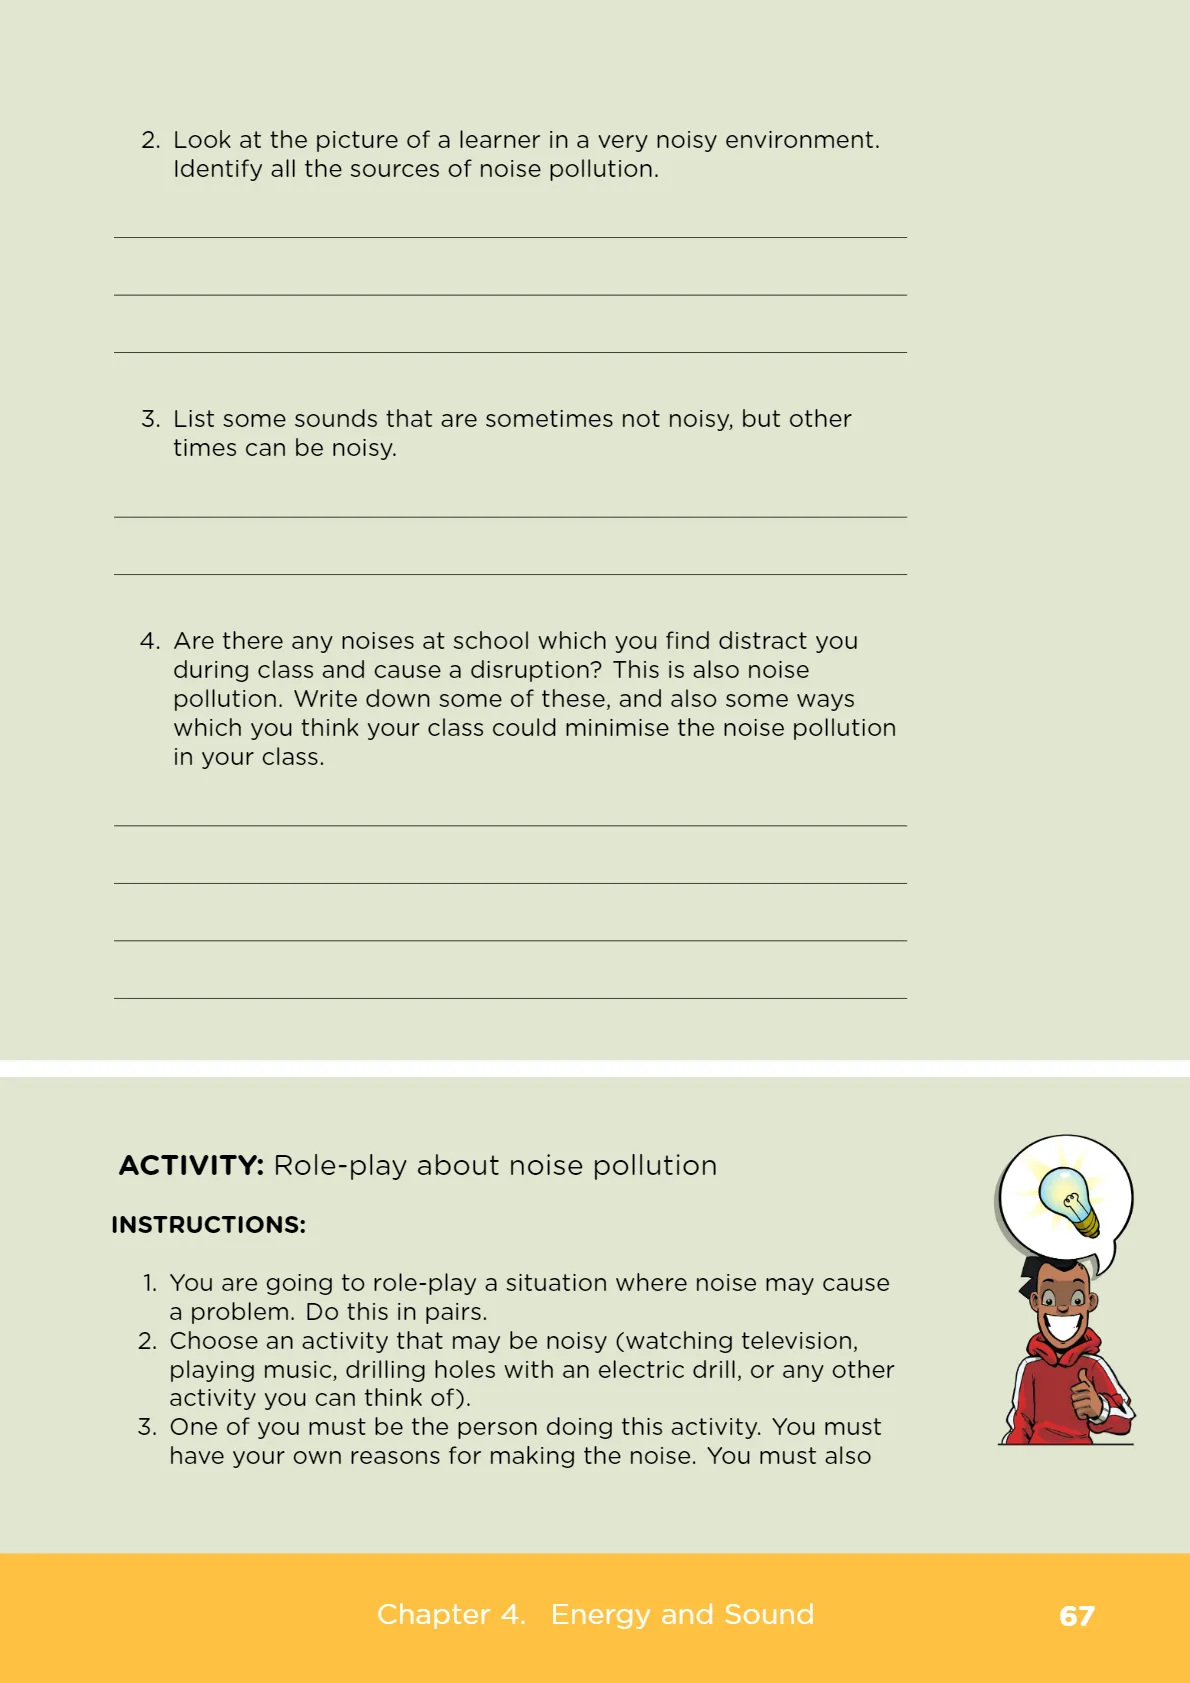 2. Look at the picture of a learner in a very noisy environment.
Identify all the sources of noise pollution.
3. List some sounds that are sometimes not noisy, but other
times can be noisy.
4. Are there any noises at school which you find distract you
during class and cause a disruption? This is also noise
pollution. Write down some of these, and also some ways
which you think your class could minimise the noise pollution
in your class.
ACTIVITY: Role-play about noise pollution
INSTRUCTIONS:
1. You are going to role-play a situation where noise may cause
a problem. Do this in pairs.
2. Choose an activity that may be noisy (watching television,
playing music, drilling holes with an electric drill, or any other
activity you can think of).
3. One of you must be the person doing this activity. You must
have your own reasons for making the noise. You must also
Chapter 4. Energy and Sound 67